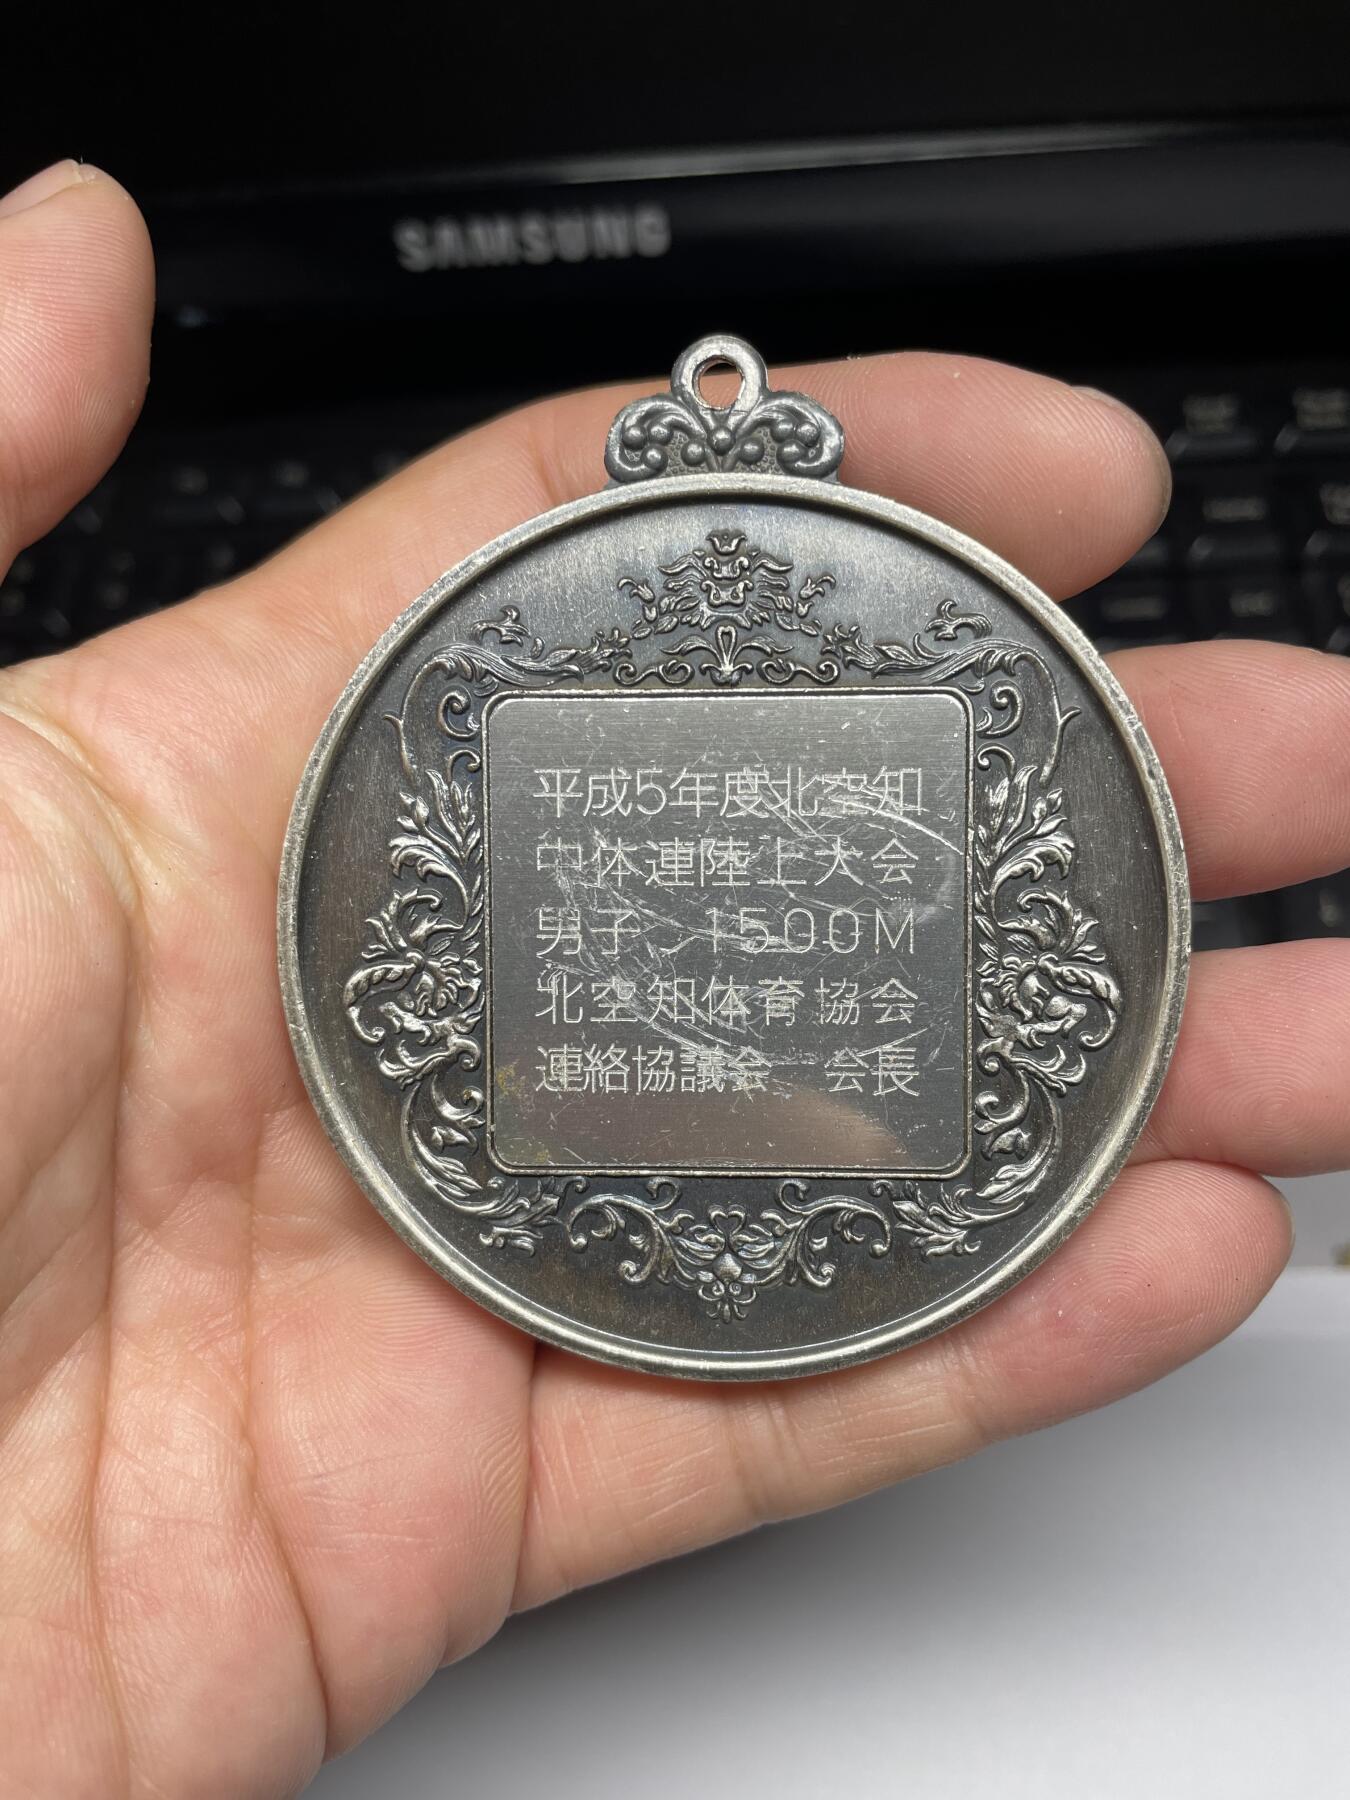 SAMSUNG
平成5年度北空知
中体連陸上大会
男子 1500M
北空知体育協会
連絡協議会 会長